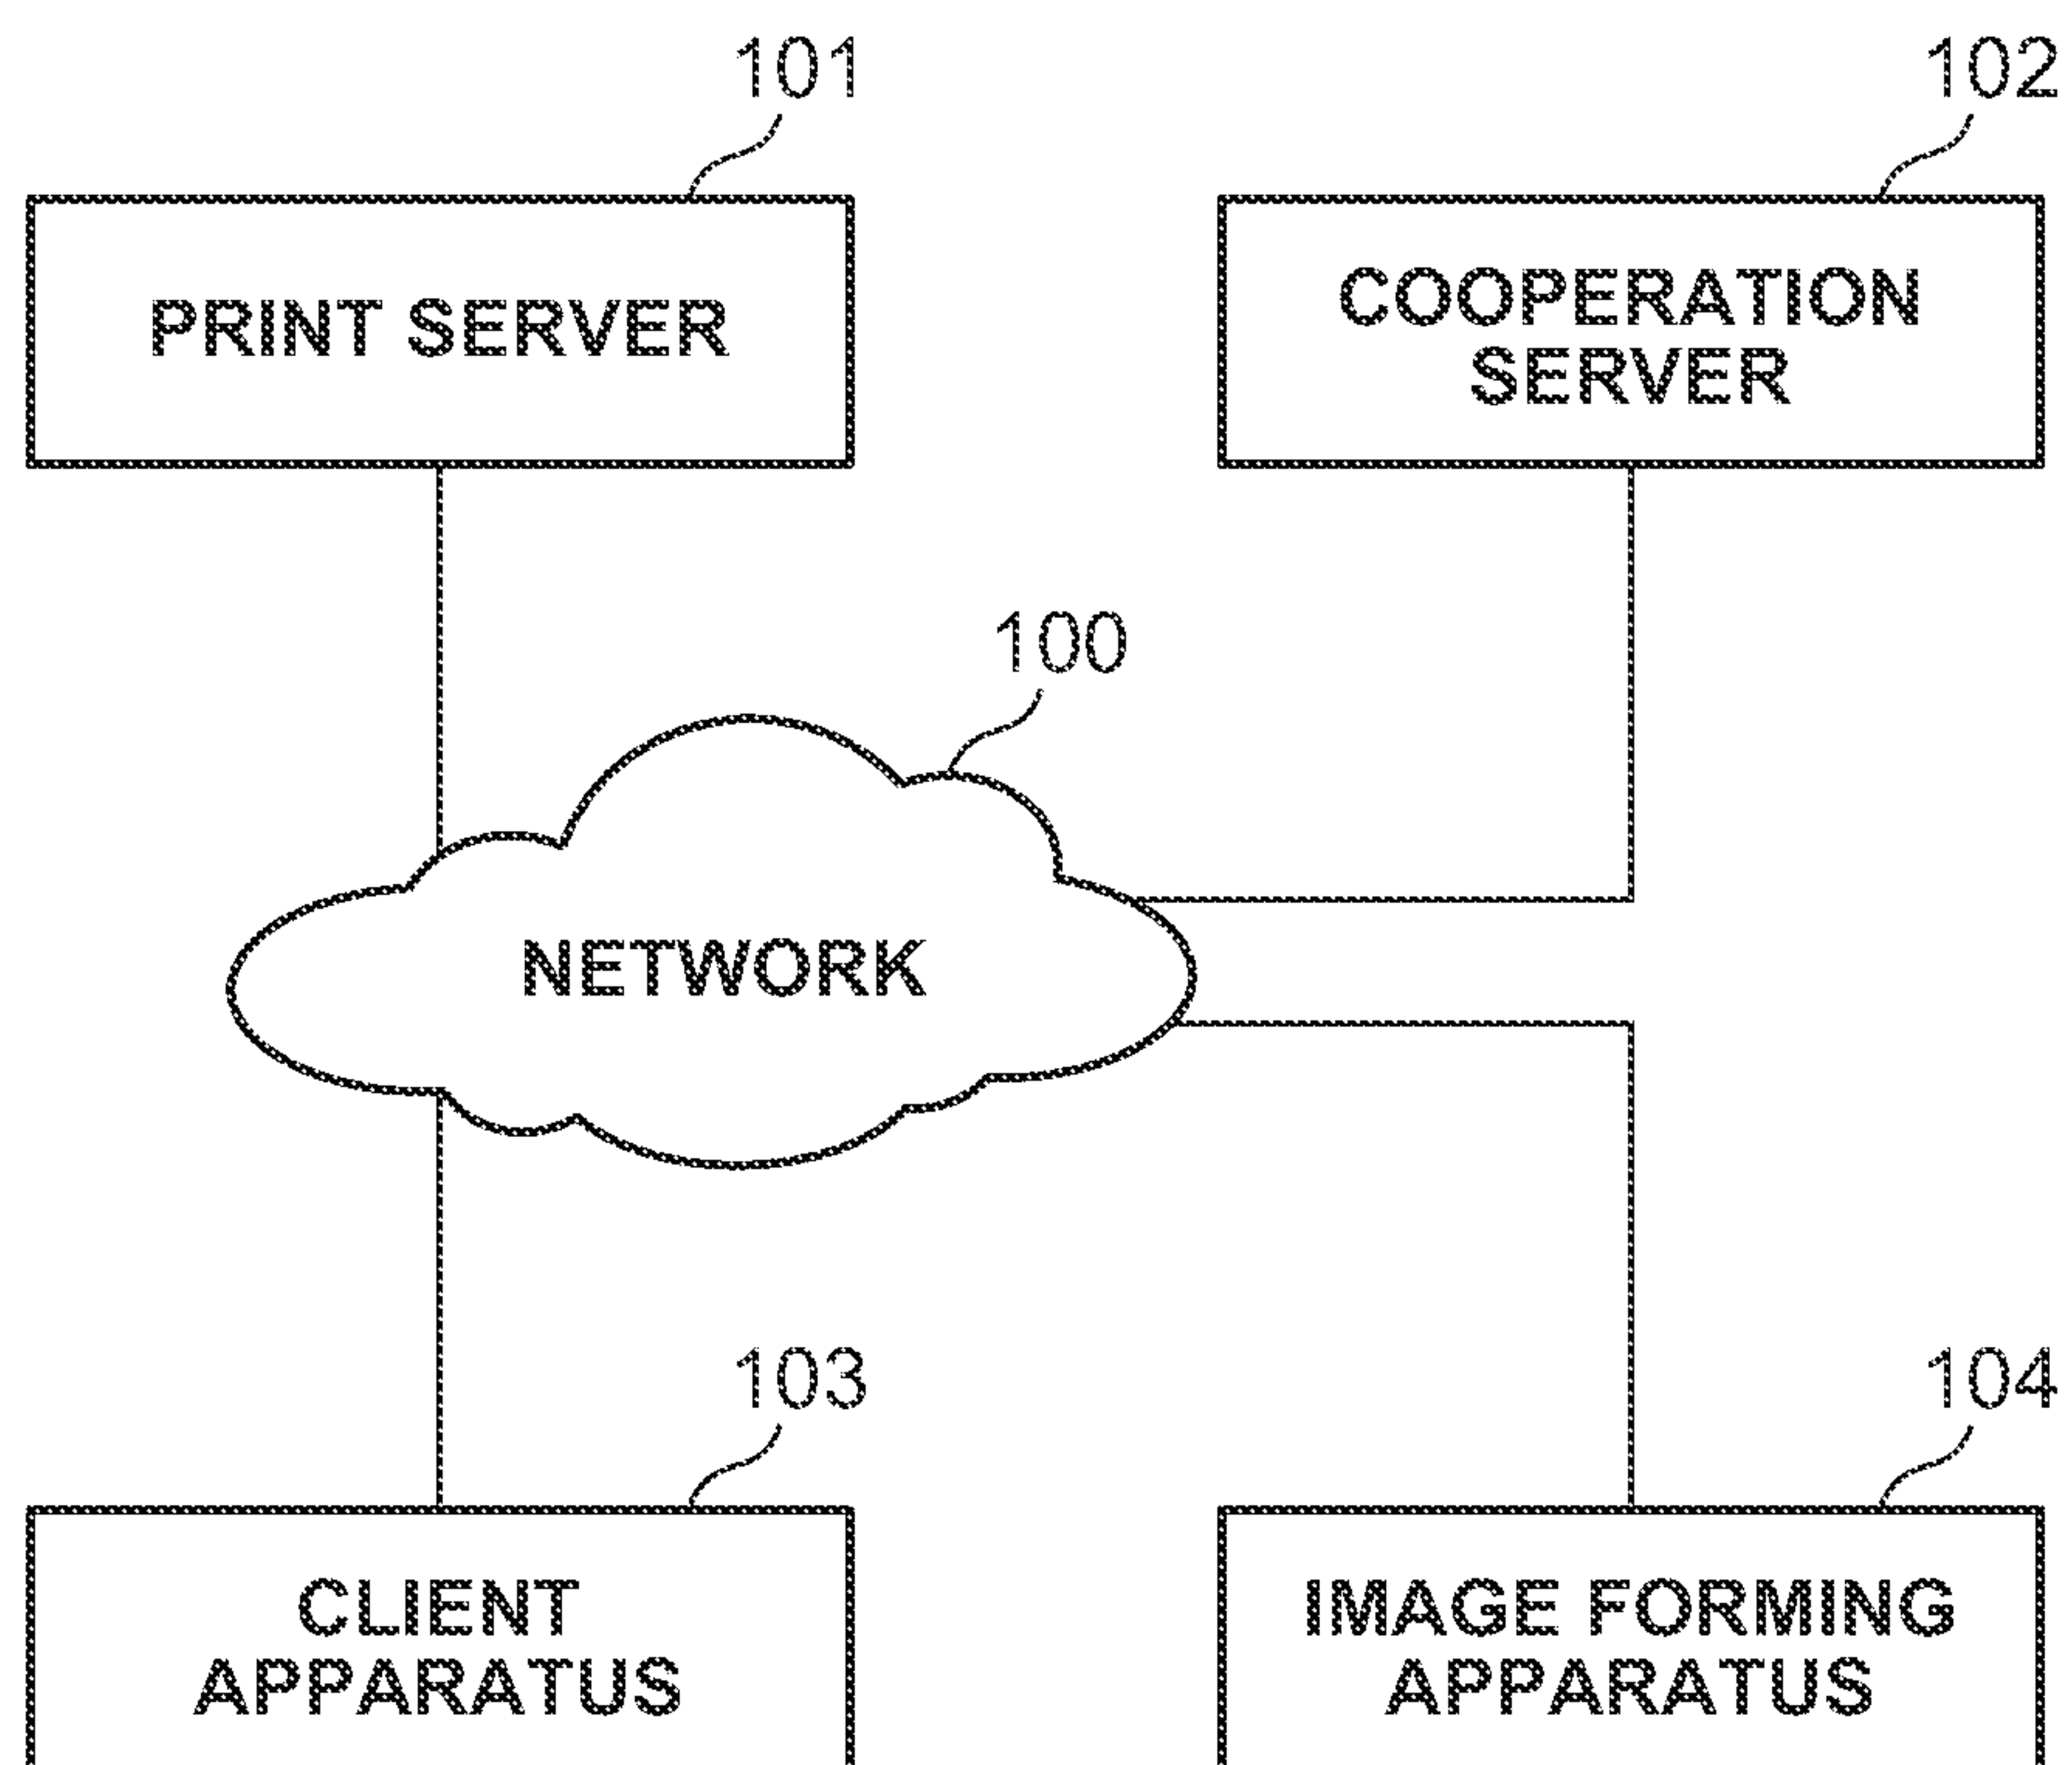 101
102
PRINT SERVER
COOPERATION
SERVER
100
NETWORK
103
104
CLIENT
APPARATUS
IMAGE FORMING
APPARATUS